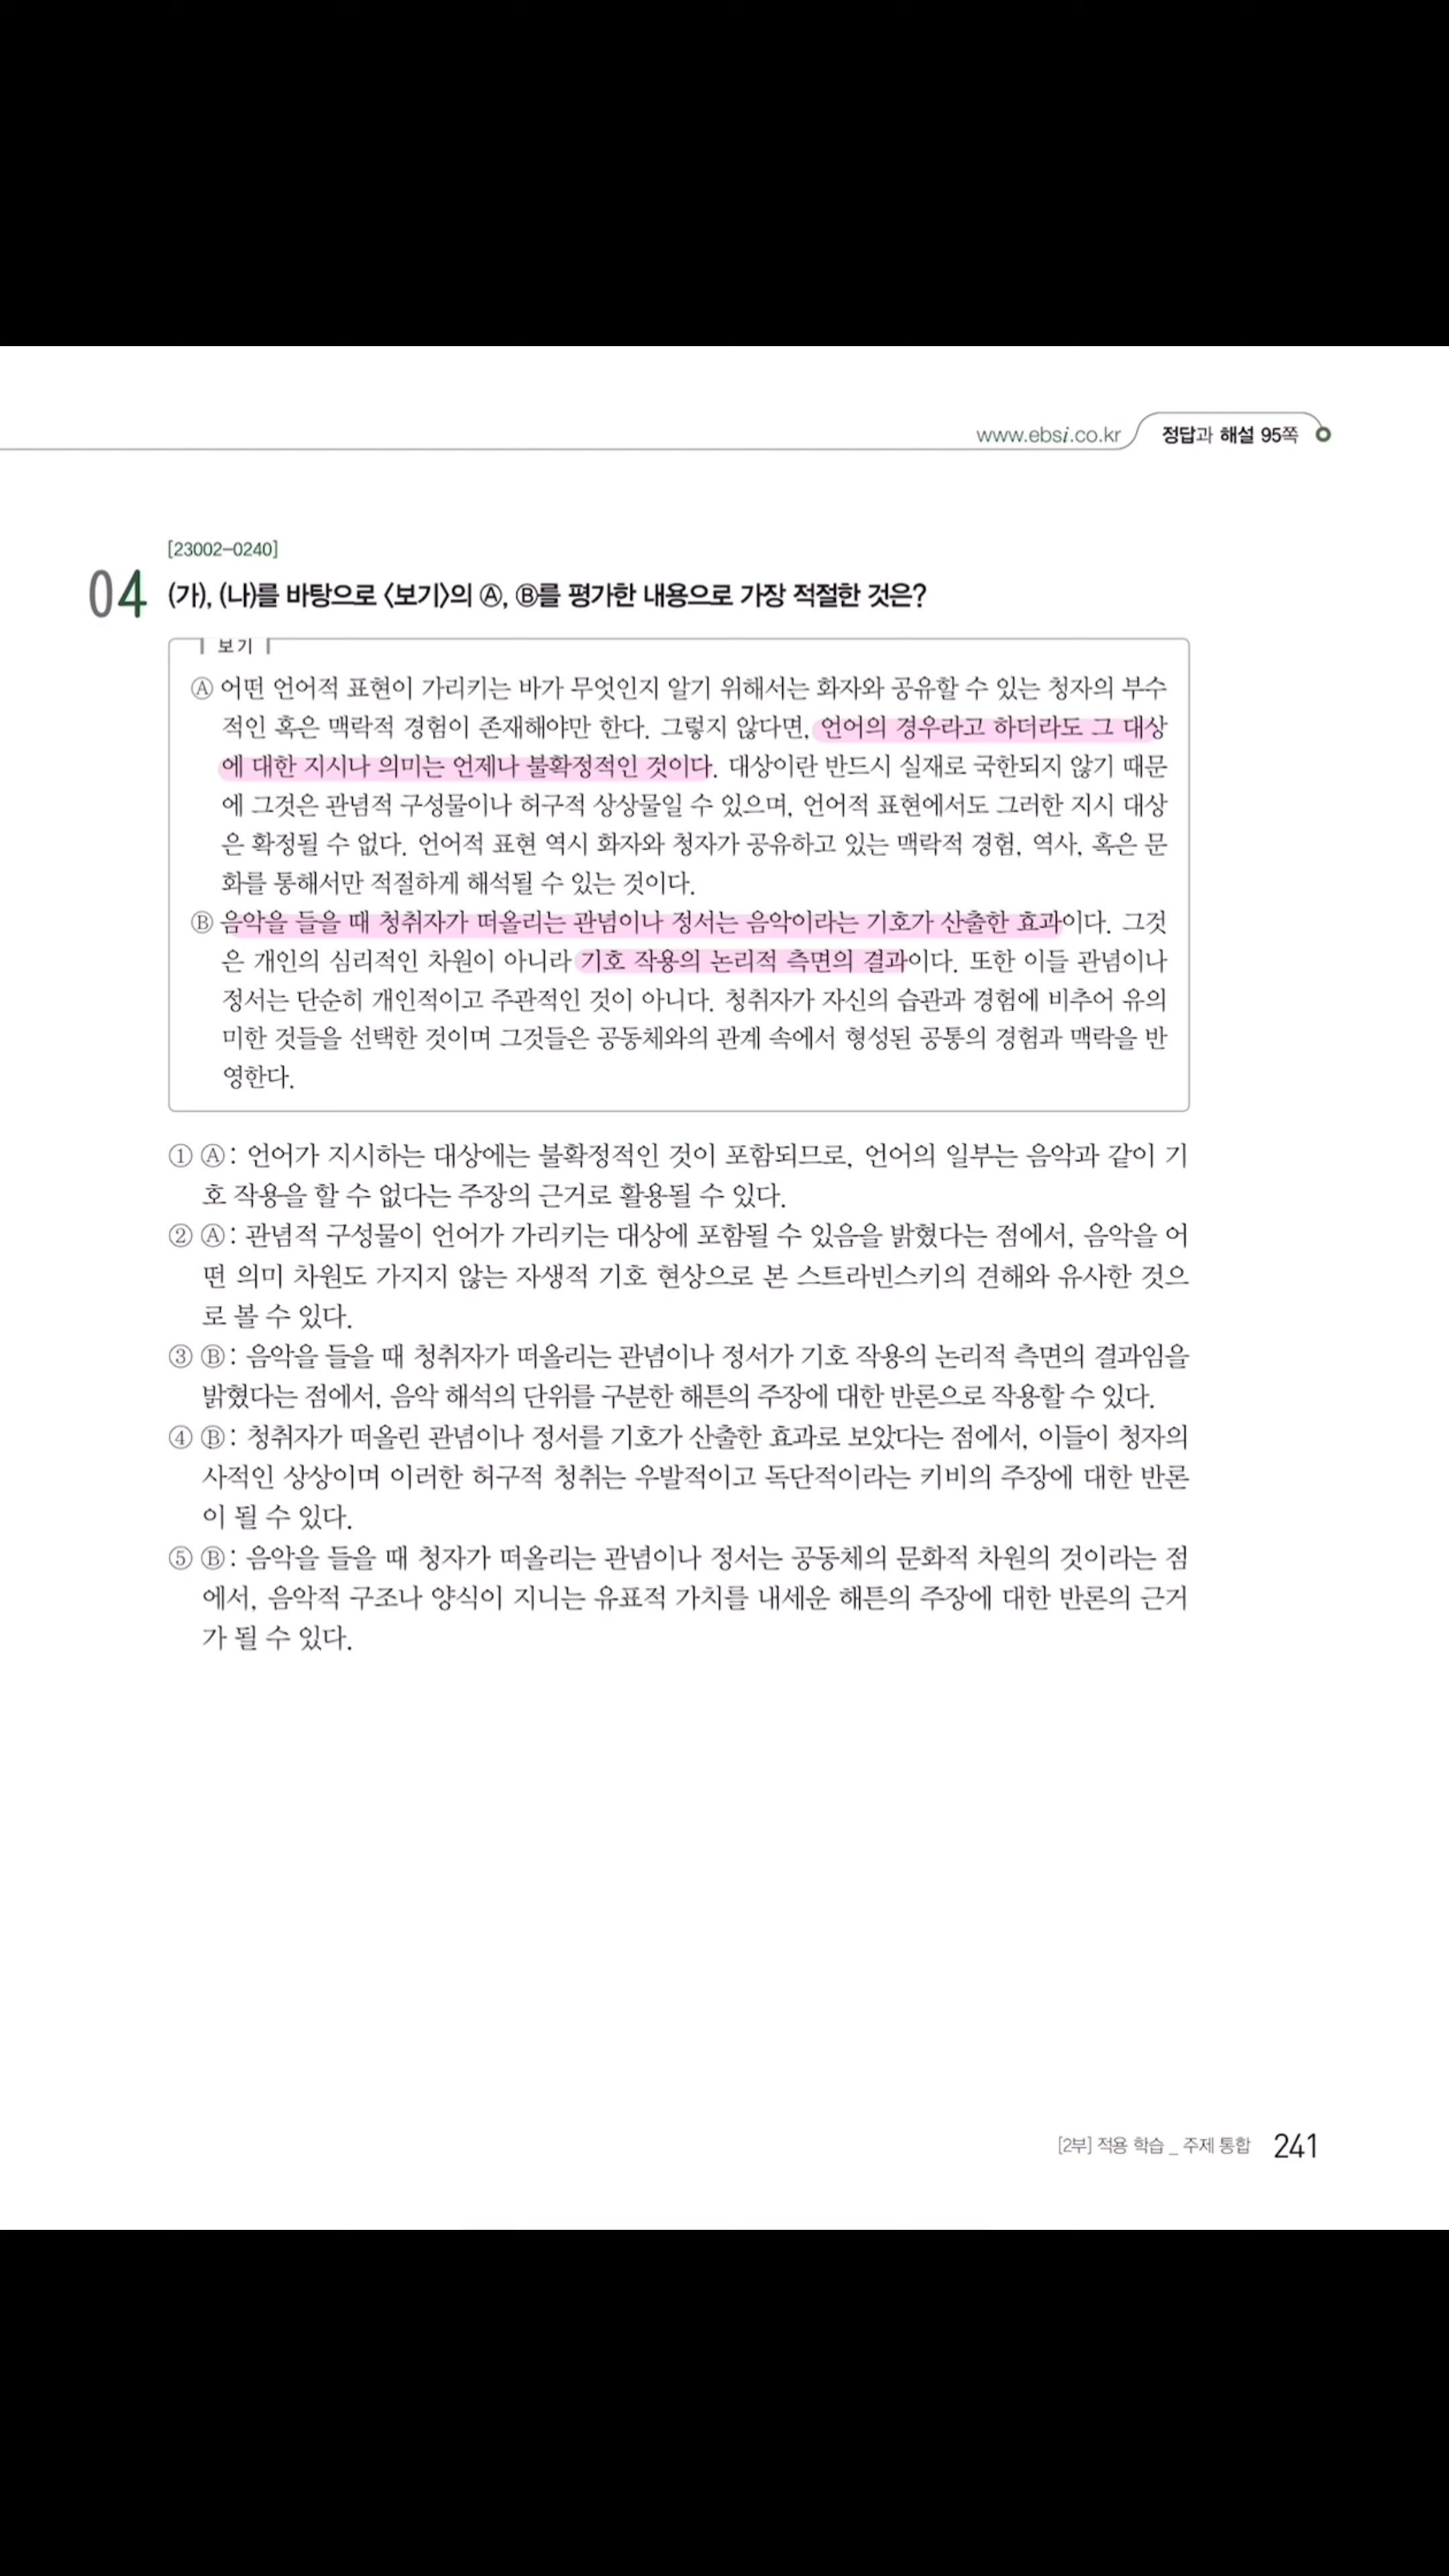 www.ebsi.co.kr 정답과 해설 95쪽
[23002-0240]
04 (가), (나)를 바탕으로 〈보기〉의 Ⓐ, Ⓑ를 평가한 내용으로 가장 적절한 것은?
보기
Ⓐ 어떤 언어적 표현이 가리키는 바가 무엇인지 알기 위해서는 화자와 공유할 수 있는 청자의 부수
적인 혹은 맥락적 경험이 존재해야만 한다. 그렇지 않다면, 언어의 경우라고 하더라도 그 대상
에 대한 지시나 의미는 언제나 불확정적인 것이다. 대상이란 반드시 실재로 국한되지 않기 때문
에 그것은 관념적 구성물이나 허구적 상상물일 수 있으며, 언어적 표현에서도 그러한 지시 대상
은 확정될 수 없다. 언어적 표현 역시 화자와 청자가 공유하고 있는 맥락적 경험, 역사, 혹은 문
화를 통해서만 적절하게 해석될 수 있는 것이다.
Ⓑ 음악을 들을 때 청취자가 떠올리는 관념이나 정서는 음악이라는 기호가 산출한 효과이다. 그것
은 개인의 심리적인 차원이 아니라 기호 작용의 논리적 측면의 결과이다. 또한 이들 관념이나
정서는 단순히 개인적이고 주관적인 것이 아니다. 청취자가 자신의 습관과 경험에 비추어 유의
미한 것들을 선택한 것이며 그것들은 공동체와의 관계 속에서 형성된 공통의 경험과 맥락을 반
영한다.
① Ⓐ: 언어가 지시하는 대상에는 불확정적인 것이 포함되므로, 언어의 일부는 음악과 같이 기
호 작용을 할 수 없다는 주장의 근거로 활용될 수 있다.
② Ⓐ: 관념적 구성물이 언어가 가리키는 대상에 포함될 수 있음을 밝혔다는 점에서, 음악을 어
떤 의미 차원도 가지지 않는 자생적 기호 현상으로 본 스트라빈스키의 견해와 유사한 것으
로 볼 수 있다.
③ Ⓑ: 음악을 들을 때 청취자가 떠올리는 관념이나 정서가 기호 작용의 논리적 측면의 결과임을
밝혔다는 점에서, 음악 해석의 단위를 구분한 해튼의 주장에 대한 반론으로 작용할 수 있다.
④ Ⓑ: 청취자가 떠올린 관념이나 정서를 기호가 산출한 효과로 보았다는 점에서, 이들이 청자의
사적인 상상이며 이러한 허구적 청취는 우발적이고 독단적이라는 키비의 주장에 대한 반론
이 될 수 있다.
⑤ Ⓑ: 음악을 들을 때 청자가 떠올리는 관념이나 정서는 공동체의 문화적 차원의 것이라는 점
에서, 음악적 구조나 양식이 지니는 유표적 가치를 내세운 해튼의 주장에 대한 반론의 근거
가 될 수 있다.
[2부] 적용 학습 _ 주제 통합 241